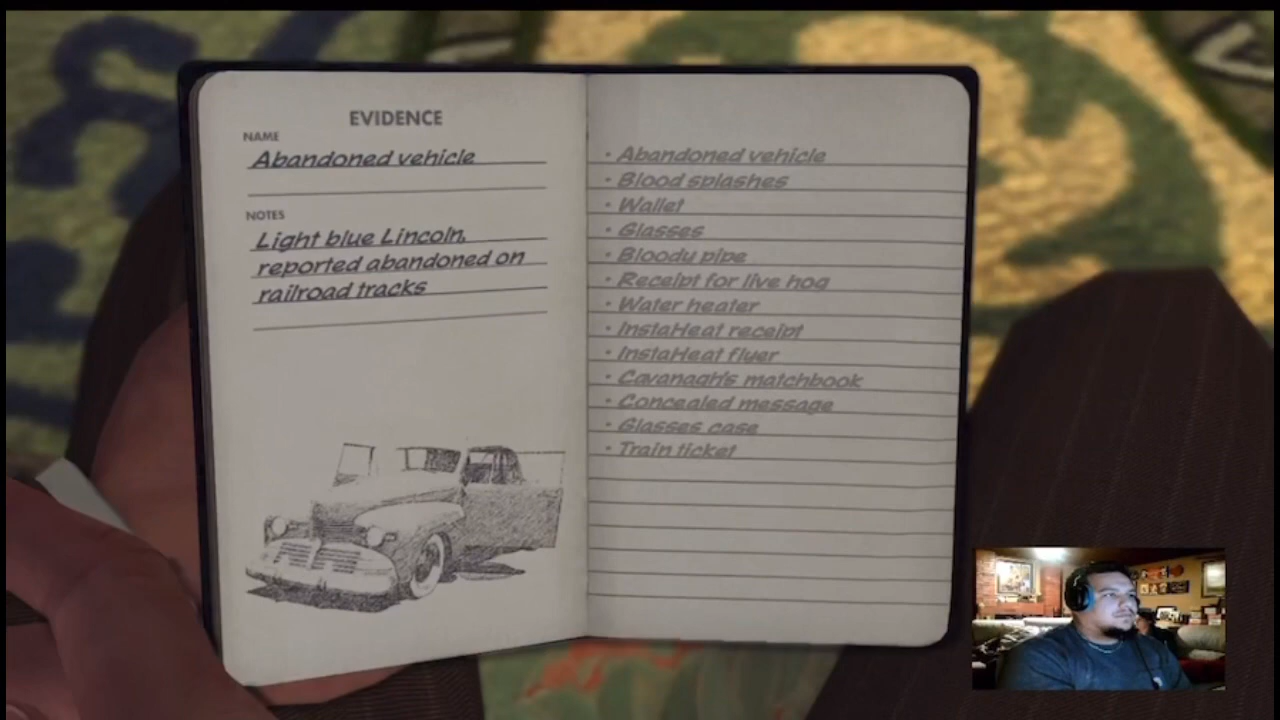 EVIDENCE
NAME
Abandoned vehicle
NOTES
Light blue Lincoln,
reported abandoned on
railroad tracks
• Abandoned vehicle
• Blood splashes
• Wallet
• Glasses
• Bloody pipe
• Receipt for live hog
• Water heater
• InstaHeat receipt
• InstaHeat flyer
• Cavanagh's matchbook
• Concealed message
• Glasses case
• Train ticket